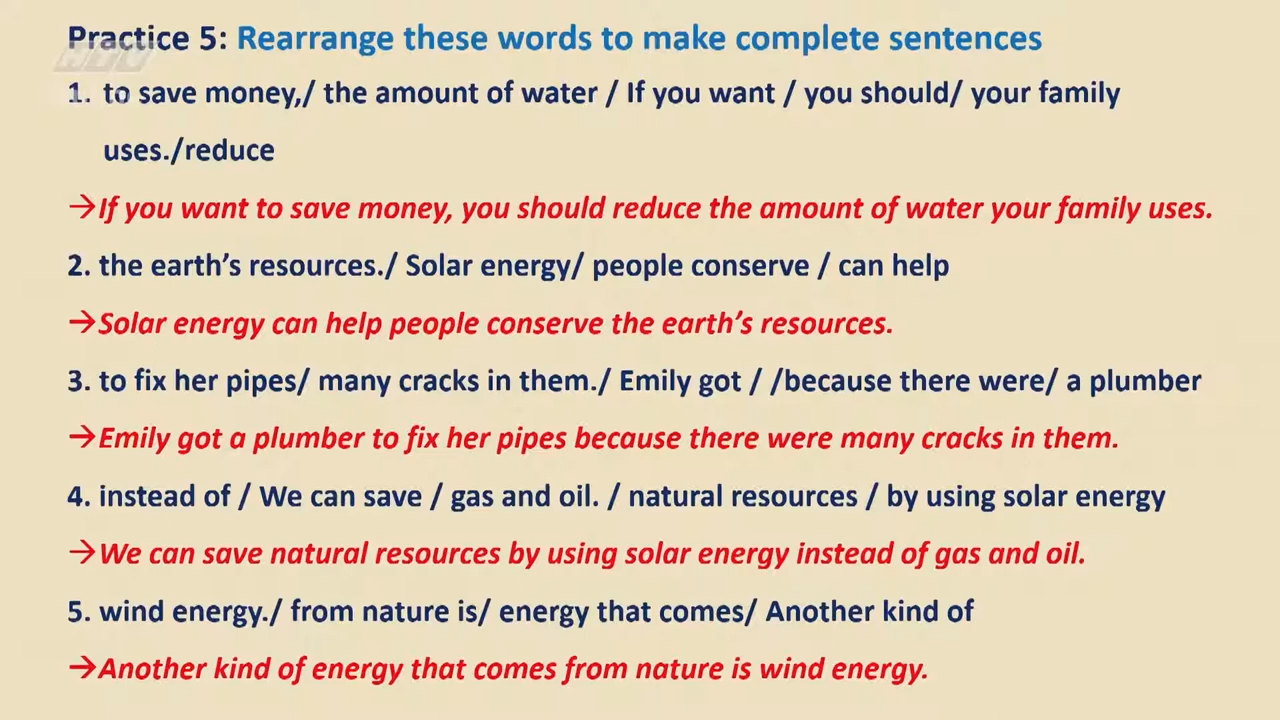 Practice 5: Rearrange these words to make complete sentences
1. to save money,/ the amount of water / If you want / you should/ your family
uses./reduce
→If you want to save money, you should reduce the amount of water your family uses.
2. the earth’s resources./ Solar energy/ people conserve / can help
→Solar energy can help people conserve the earth’s resources.
3. to fix her pipes/ many cracks in them./ Emily got / /because there were/ a plumber
→Emily got a plumber to fix her pipes because there were many cracks in them.
4. instead of / We can save / gas and oil. / natural resources / by using solar energy
→We can save natural resources by using solar energy instead of gas and oil.
5. wind energy./ from nature is/ energy that comes/ Another kind of
→Another kind of energy that comes from nature is wind energy.